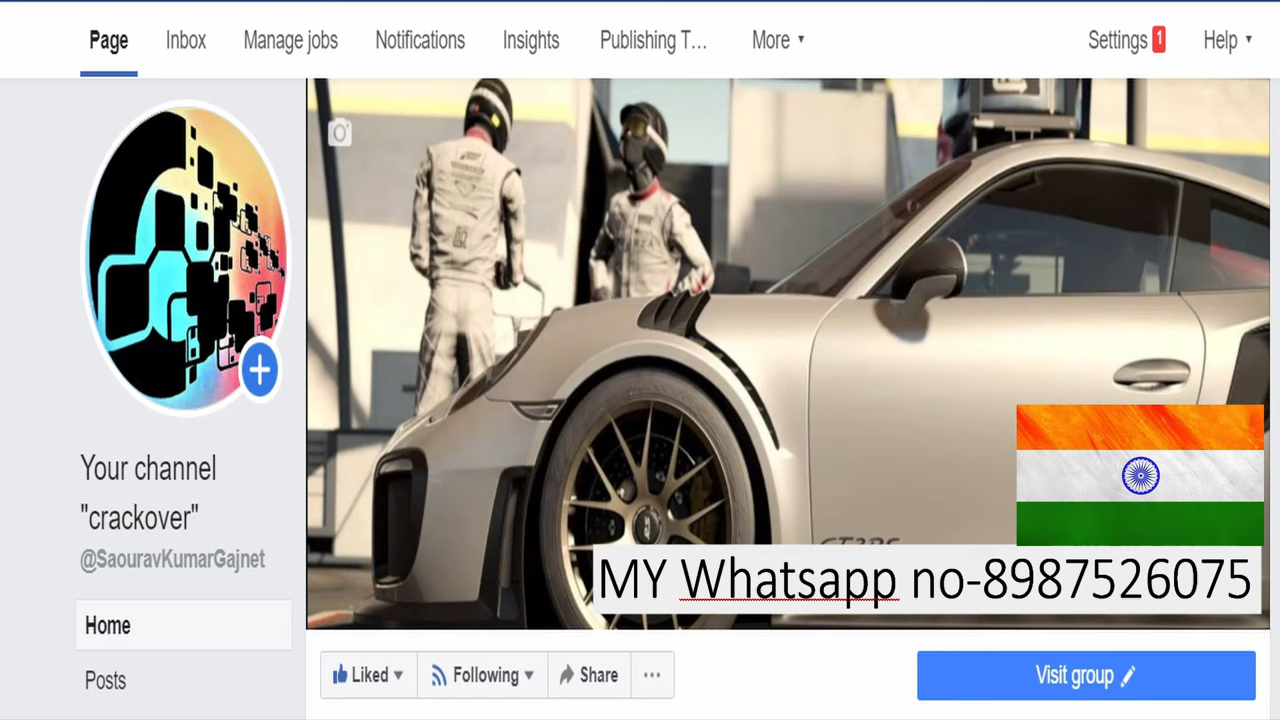 Page Inbox Manage jobs Notifications Insights Publishing T... More Settings 1 Help
Your channel
"crackover"
@SaouravKumarGajnet
Home
Posts
MY Whatsapp no-8987526075
Liked Following Share ...
Visit group